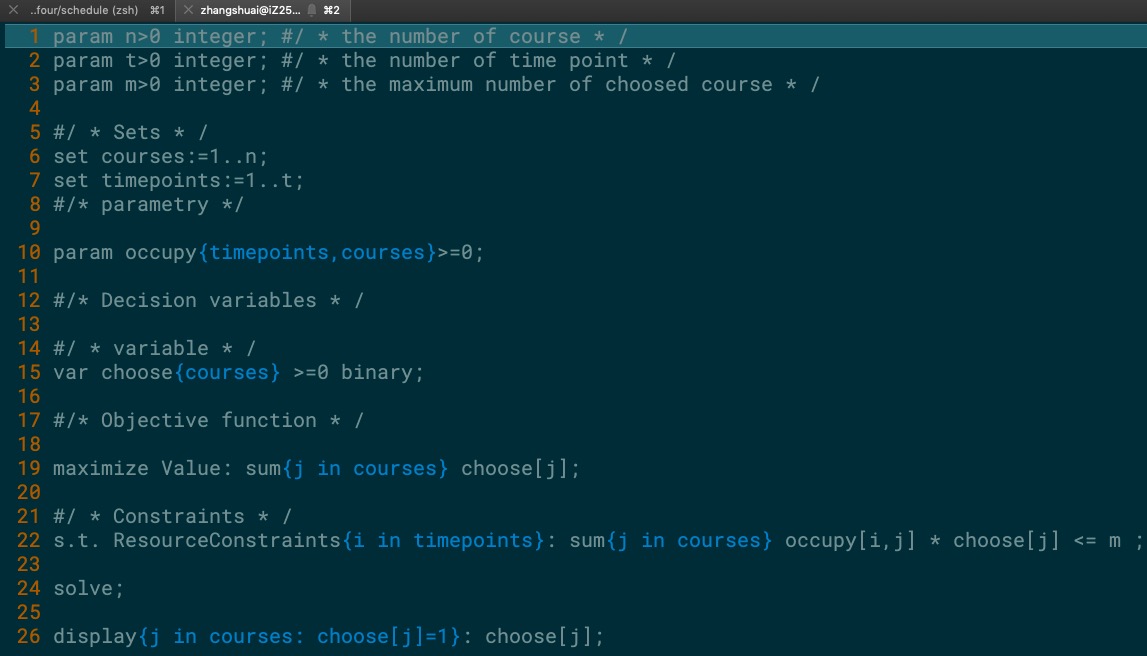 ..four/schedule (zsh) ⌘1 zhangshuai@iZ25... ⌘2
1 param n>0 integer; #/ * the number of course * /
2 param t>0 integer; #/ * the number of time point * /
3 param m>0 integer; #/ * the maximum number of choosed course * /
4
5 #/ * Sets * /
6 set courses:=1..n;
7 set timepoints:=1..t;
8 #/* parametry */
9
10 param occupy{timepoints,courses}>=0;
11
12 #/* Decision variables * /
13
14 #/ * variable * /
15 var choose{courses} >=0 binary;
16
17 #/* Objective function * /
18
19 maximize Value: sum{j in courses} choose[j];
20
21 #/ * Constraints * /
22 s.t. ResourceConstraints{i in timepoints}: sum{j in courses} occupy[i,j] * choose[j] <= m ;
23
24 solve;
25
26 display{j in courses: choose[j]=1}: choose[j];